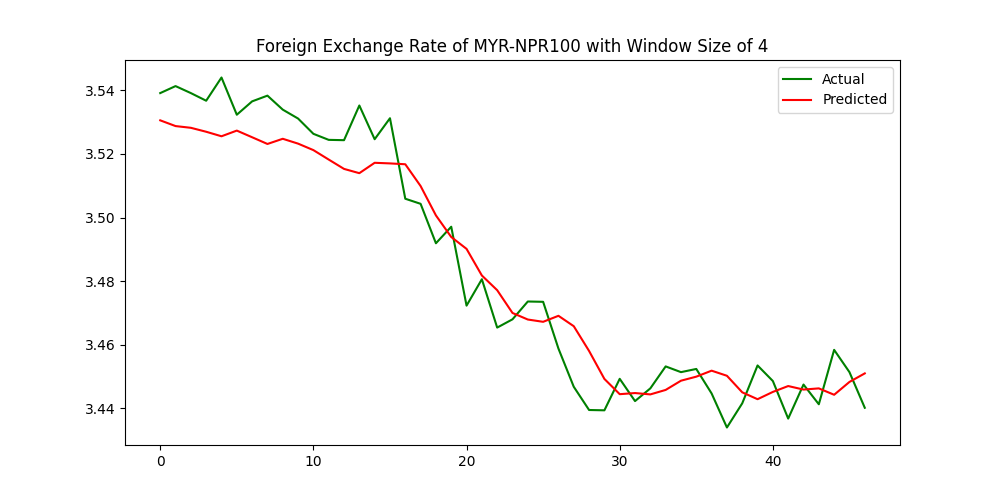 Foreign Exchange Rate of MYR-NPR100 with Window Size of 4
Actual
Predicted
3.54
3.52
3.50
3.48
3.46
3.44
0 10 20 30 40